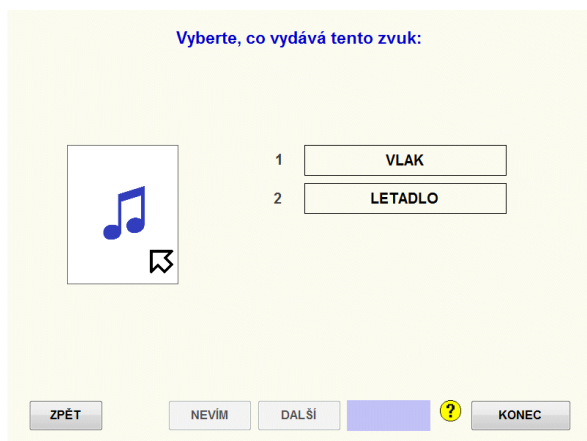 Vyberte, co vydává tento zvuk:
1 VLAK
2 LETADLO
ZPĚT NEVÍM DALŠÍ ? KONEC